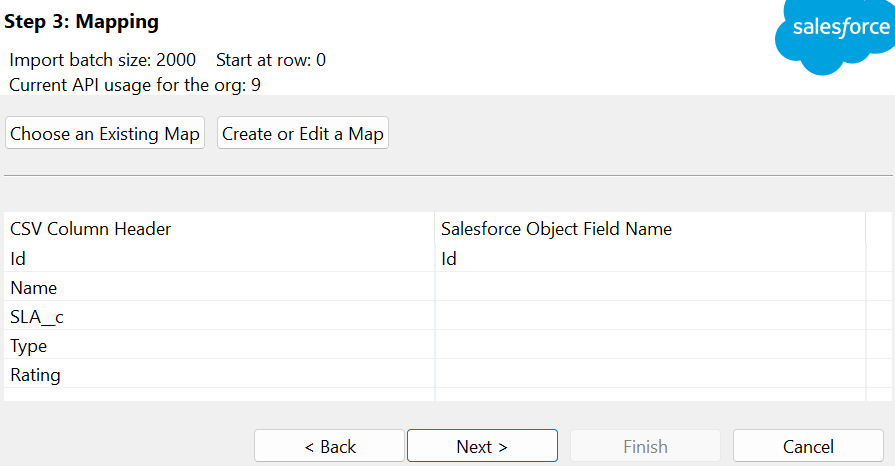 Step 3: Mapping
salesforce
Import batch size: 2000 Start at row: 0
Current API usage for the org: 9
Choose an Existing Map Create or Edit a Map
CSV Column Header Salesforce Object Field Name
Id Id
Name
SLA__c
Type
Rating
< Back Next > Finish Cancel